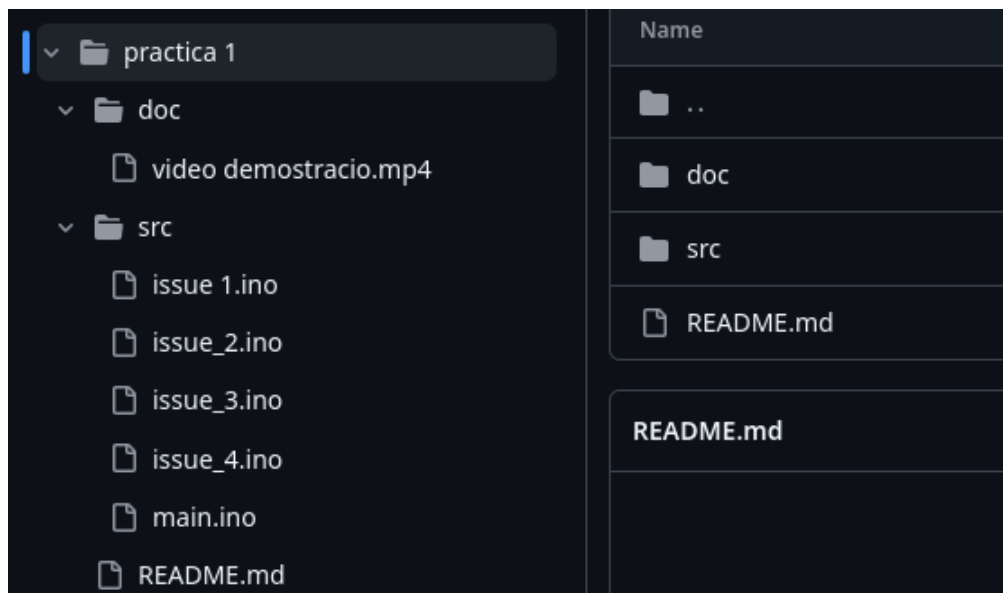 practica 1
doc
video demostracio.mp4
src
issue 1.ino
issue_2.ino
issue_3.ino
issue_4.ino
main.ino
README.md
Name
..
doc
src
README.md
README.md